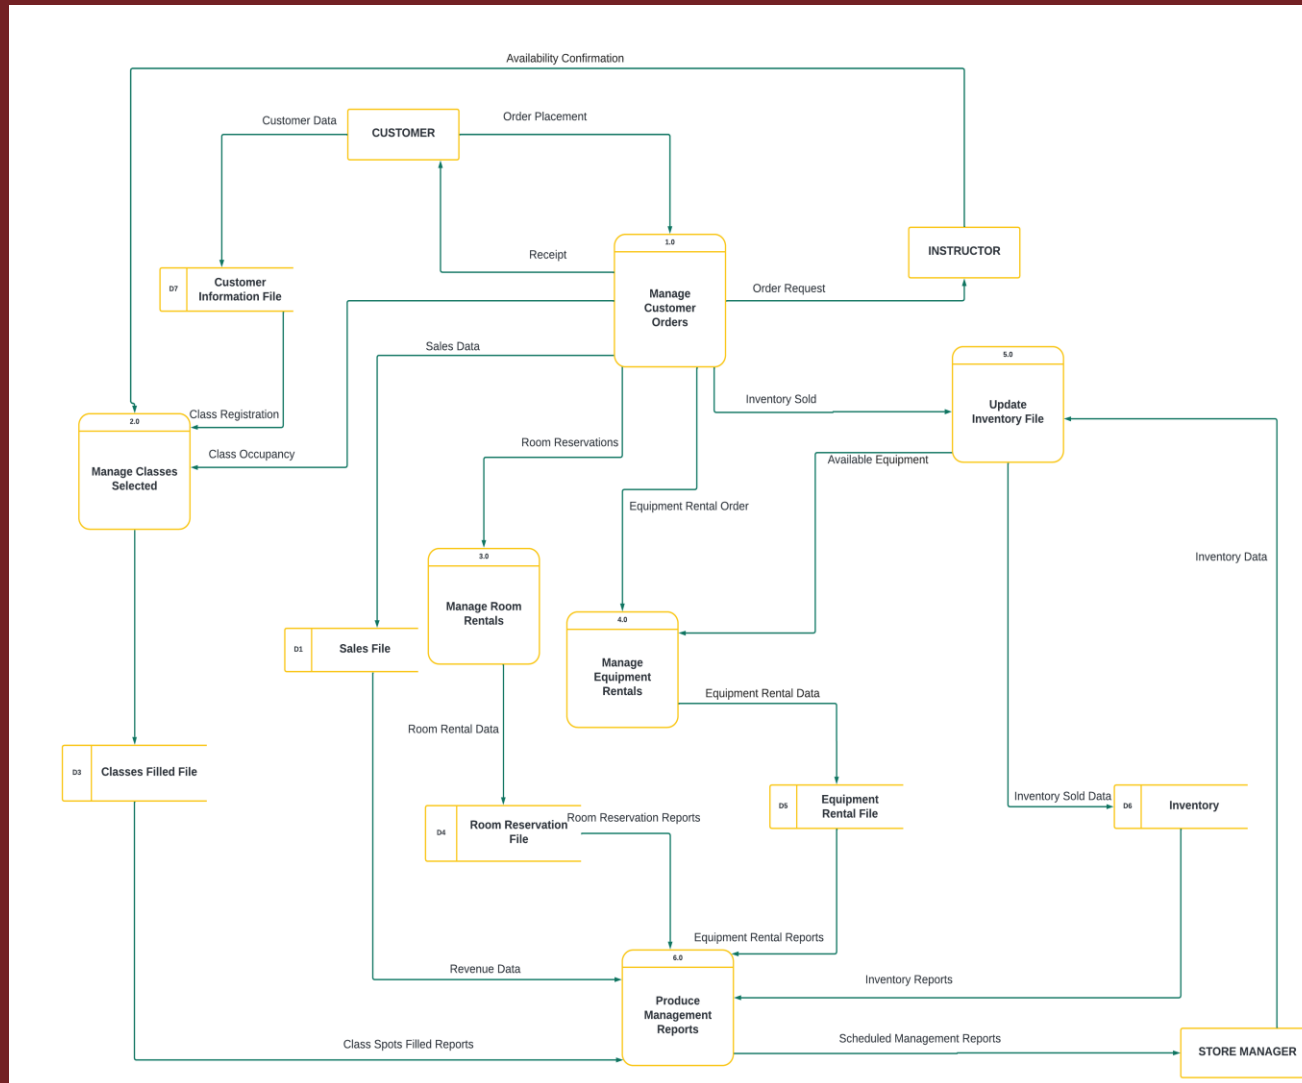 Availability Confirmation
Customer Data
CUSTOMER
Order Placement
1.0
Manage
Customer
Orders
Receipt
Order Request
INSTRUCTOR
D7
Customer
Information File
Sales Data
5.0
Update
Inventory File
Inventory Sold
Class Registration
2.0
Manage Classes
Selected
Class Occupancy
Room Reservations
Available Equipment
Equipment Rental Order
Inventory Data
3.0
Manage Room
Rentals
4.0
Manage
Equipment
Rentals
D1
Sales File
Equipment Rental Data
Room Rental Data
D3
Classes Filled File
D4
Room Reservation
File
Room Reservation Reports
D5
Equipment
Rental File
Inventory Sold Data
D6
Inventory
Equipment Rental Reports
6.0
Produce
Management
Reports
Revenue Data
Inventory Reports
Class Spots Filled Reports
Scheduled Management Reports
STORE MANAGER